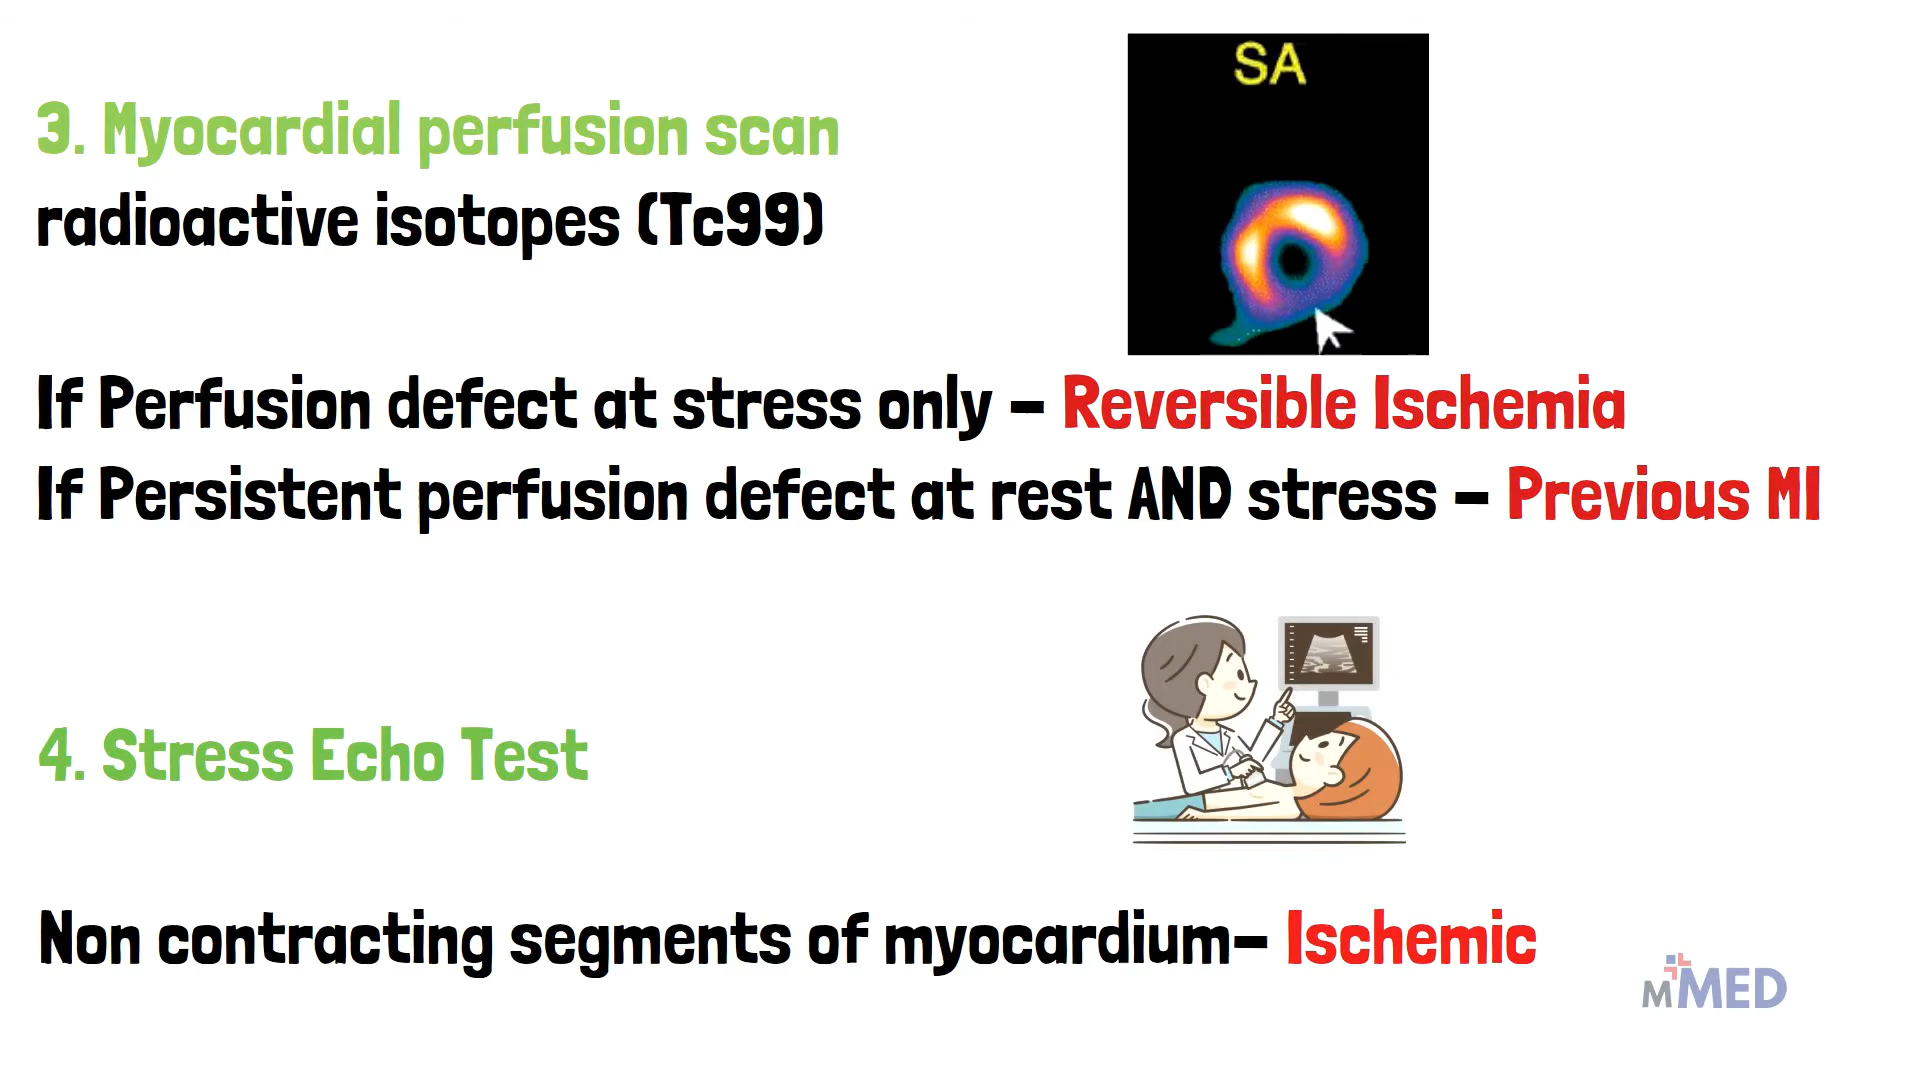 SA
3. Myocardial perfusion scan
radioactive isotopes (Tc99)
If Perfusion defect at stress only – Reversible Ischemia
If Persistent perfusion defect at rest AND stress – Previous MI
4. Stress Echo Test
Non contracting segments of myocardium– Ischemic
MMED